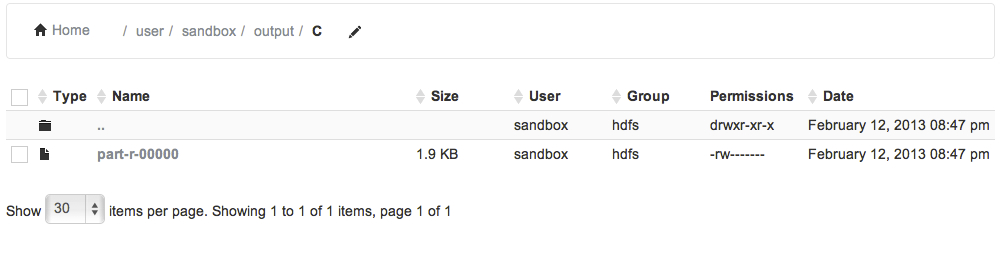 Home / user / sandbox / output / C
Type Name Size User Group Permissions Date
.. sandbox hdfs drwxr-xr-x February 12, 2013 08:47 pm
part-r-00000 1.9 KB sandbox hdfs -rw------- February 12, 2013 08:47 pm
Show 30 items per page. Showing 1 to 1 of 1 items, page 1 of 1